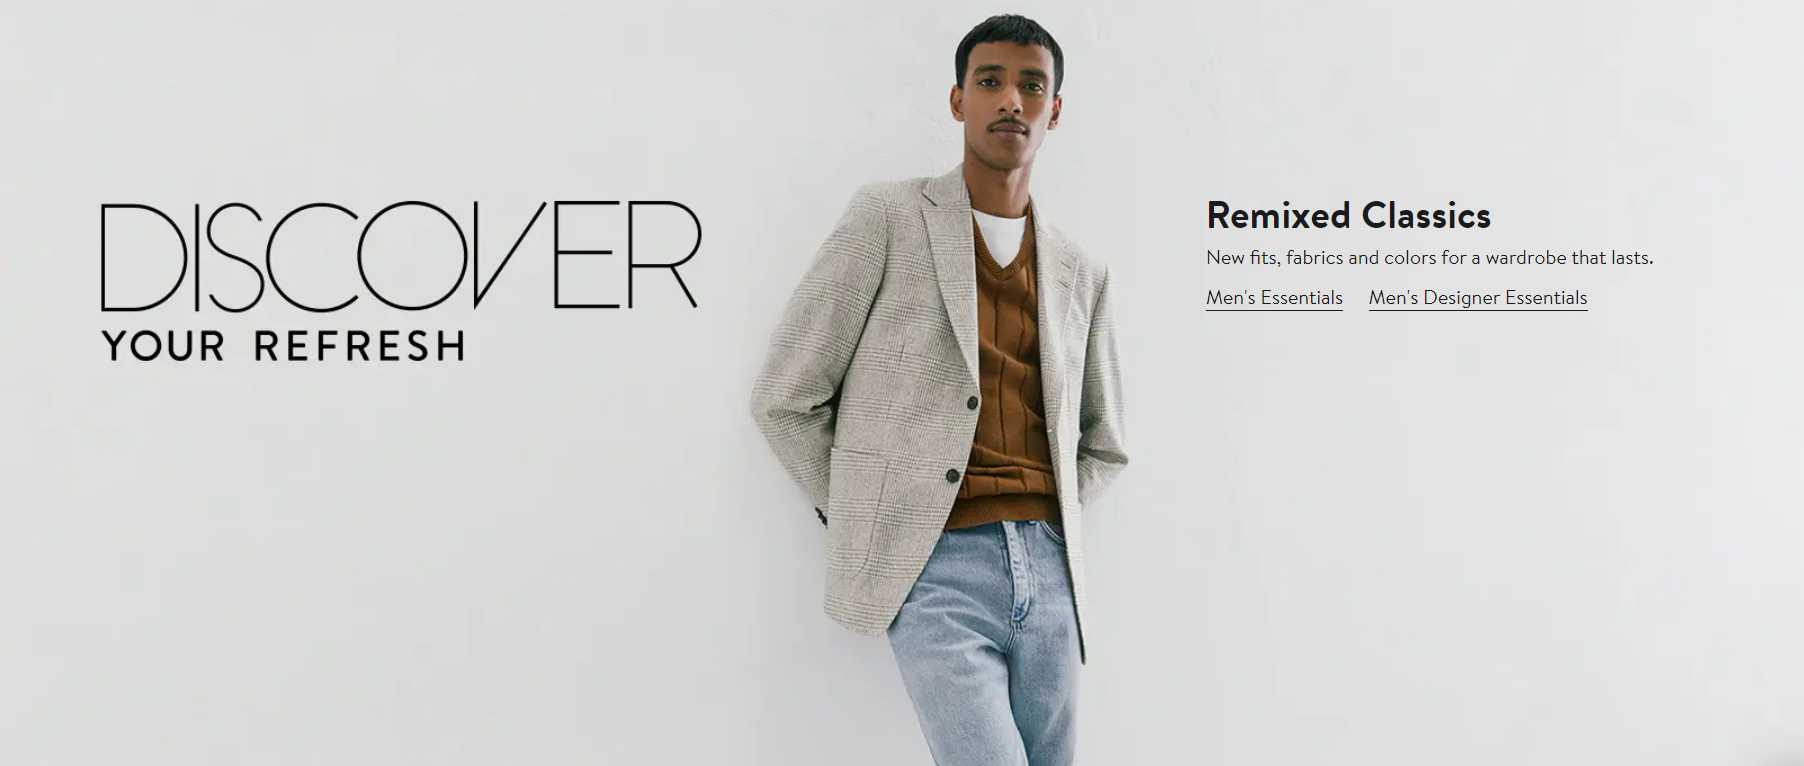 DISCOVER
YOUR REFRESH
Remixed Classics
New fits, fabrics and colors for a wardrobe that lasts.
Men's Essentials Men's Designer Essentials